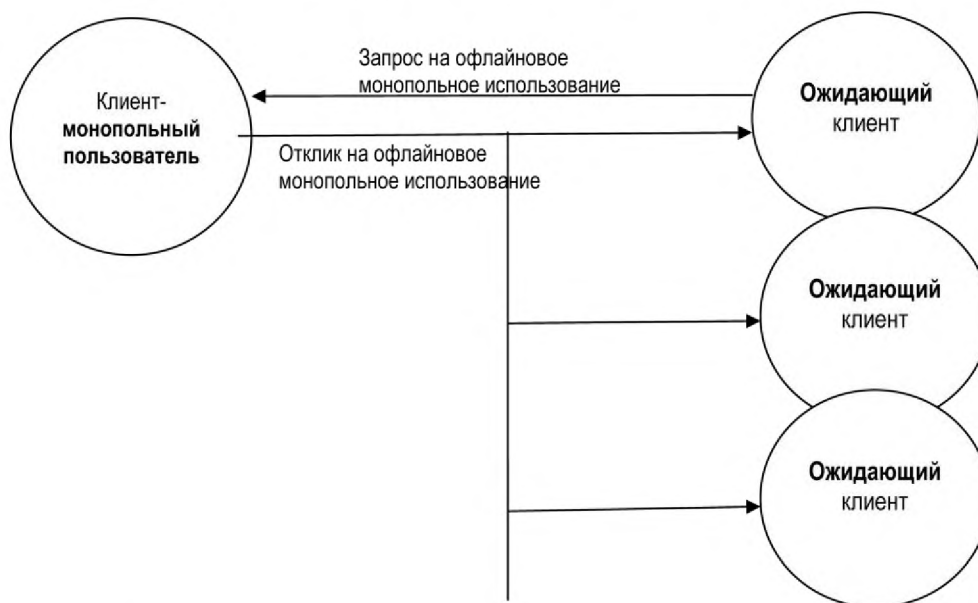 Запрос на офлайновое
монопольное использование
Клиент-
монопольный
пользователь
Ожидающий
клиент
Отклик на офлайновое
монопольное использование
Ожидающий
клиент
Ожидающий
клиент